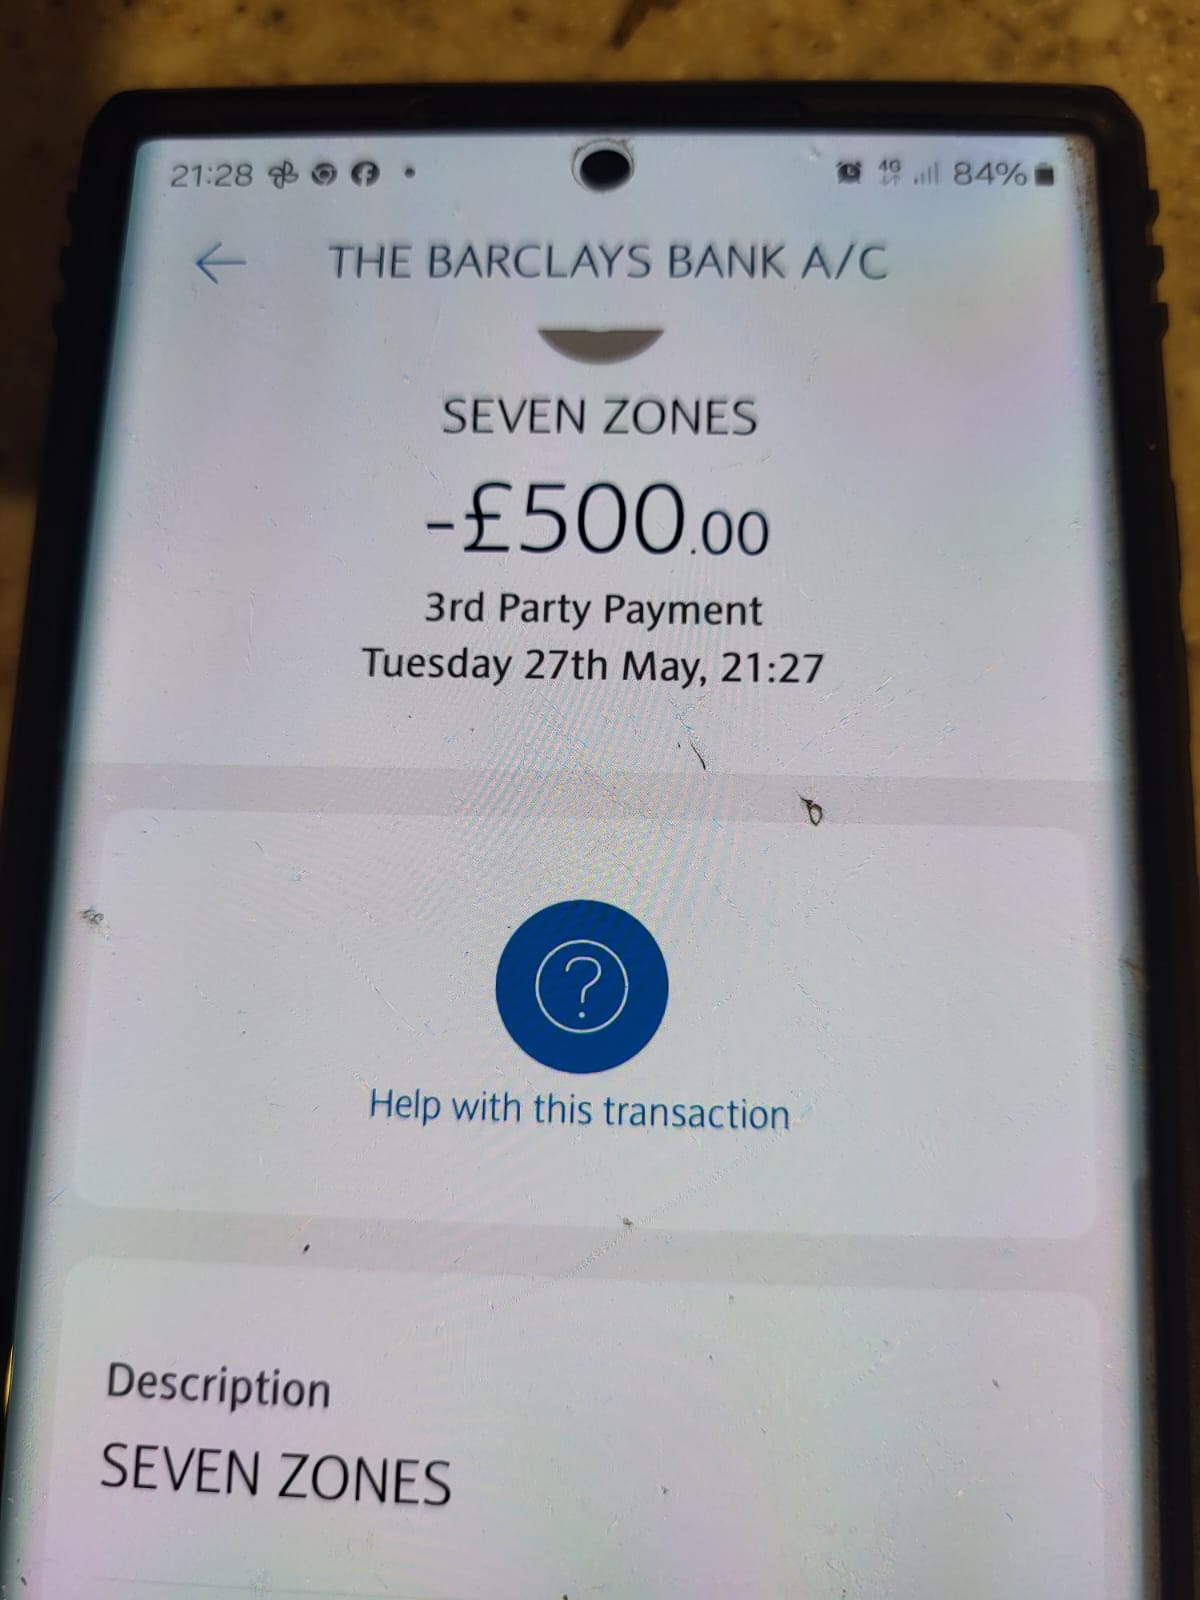 21:28
4G 84%
THE BARCLAYS BANK A/C
SEVEN ZONES
-£500.00
3rd Party Payment
Tuesday 27th May, 21:27
?
Help with this transaction
Description
SEVEN ZONES